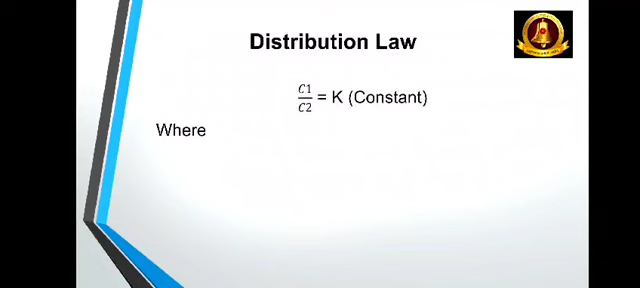 Distribution Law
C1/C2 = K (Constant)
Where